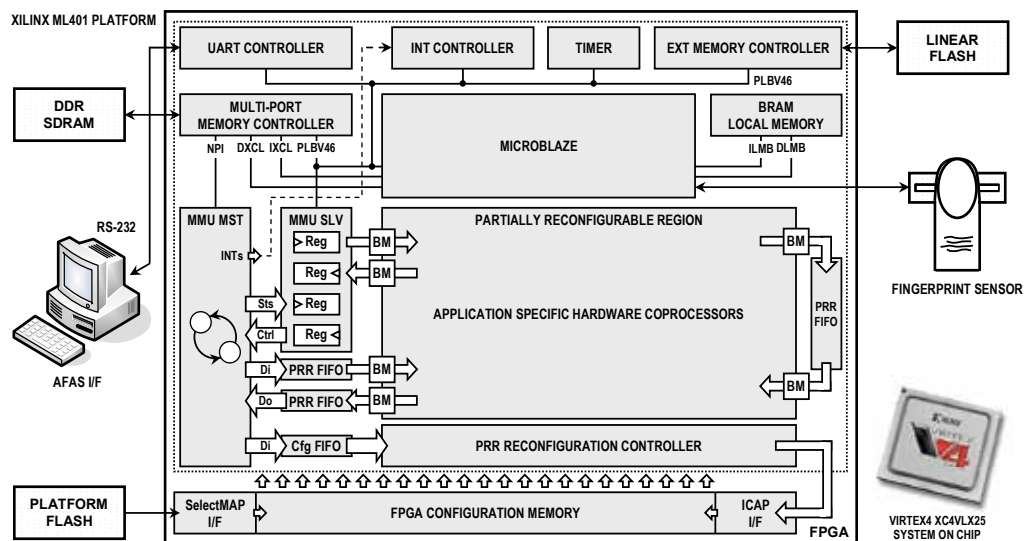 XILINX ML401 PLATFORM
UART CONTROLLER
INT CONTROLLER
TIMER
EXT MEMORY CONTROLLER
LINEAR
FLASH
PLBV46
DDR
SDRAM
MULTI-PORT
MEMORY CONTROLLER
MICROBLAZE
BRAM
LOCAL MEMORY
NPI
DXCL
IXCL
PLBV46
ILMB
DLMB
MMU MST
MMU SLV
PARTIALLY RECONFIGURABLE REGION
RS-232
INTs
Reg
BM
BM
Reg
BM
PRR
FIFO
FINGERPRINT SENSOR
Sts
Reg
APPLICATION SPECIFIC HARDWARE COPROCESSORS
Ctrl
Reg
AFAS I/F
Di
PRR FIFO
BM
BM
Do
PRR FIFO
BM
Di
Cfg FIFO
PRR RECONFIGURATION CONTROLLER
XILINX
VIRTEX
4
PLATFORM
FLASH
SelectMAP
I/F
FPGA CONFIGURATION MEMORY
ICAP
I/F
FPGA
VIRTEX4 XC4VLX25
SYSTEM ON CHIP